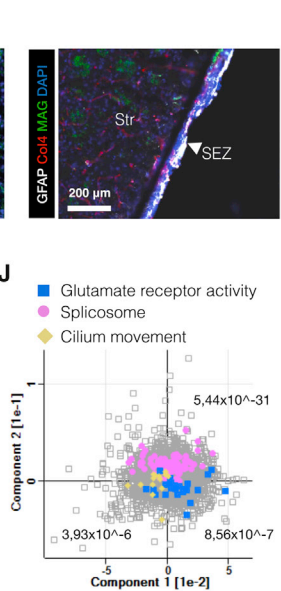 GFAP Col4 MAG DAPI
Str
SEZ
200 µm
J
Glutamate receptor activity
Splicosome
Cilium movement
Component 2 [1e-1]
1
0
5,44x10^-31
3,93x10^-6
8,56x10^-7
-5 0 5
Component 1 [1e-2]